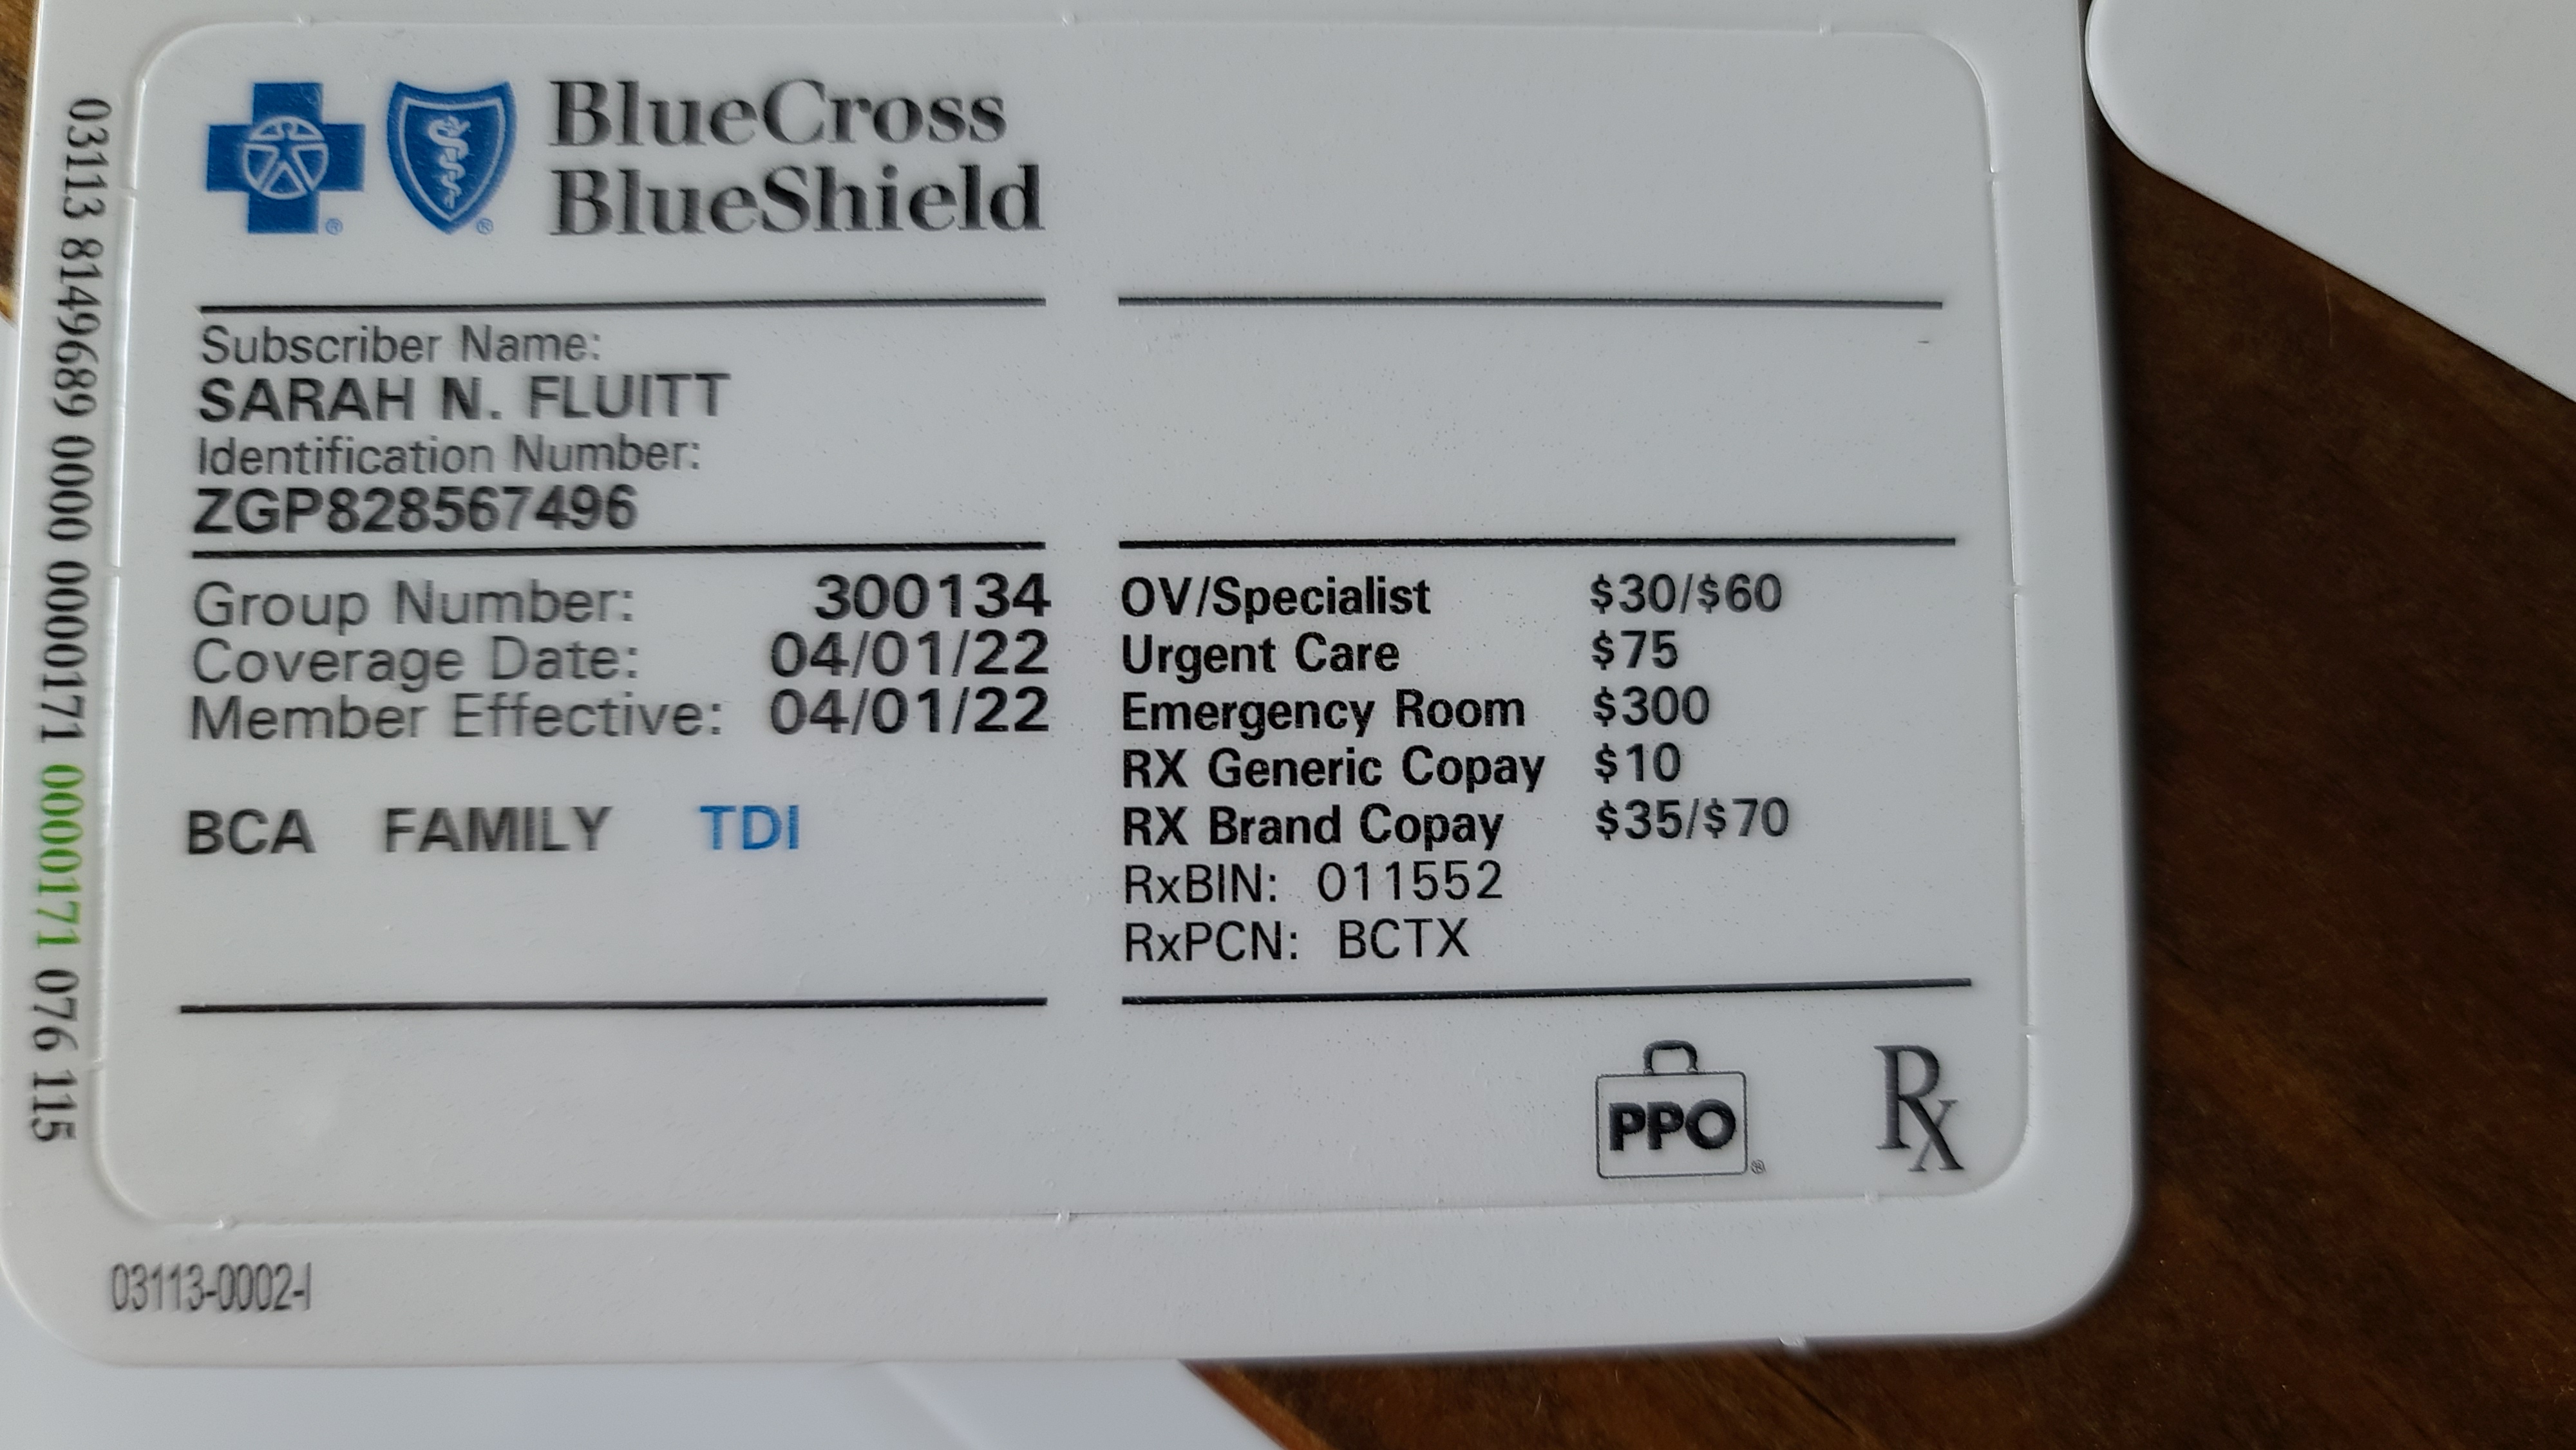 BlueCross
BlueShield
Subscriber Name:
SARAH N. FLUITT
Identification Number:
ZGP828567496
Group Number: 300134
Coverage Date: 04/01/22
Member Effective: 04/01/22
BCA FAMILY TDI
OV/Specialist $30/$60
Urgent Care $75
Emergency Room $300
RX Generic Copay $10
RX Brand Copay $35/$70
RxBIN: 011552
RxPCN: BCTX
PPO ®
Rx
03113-0002-I
03113 81496689 0000 0000171 0000171 076 115